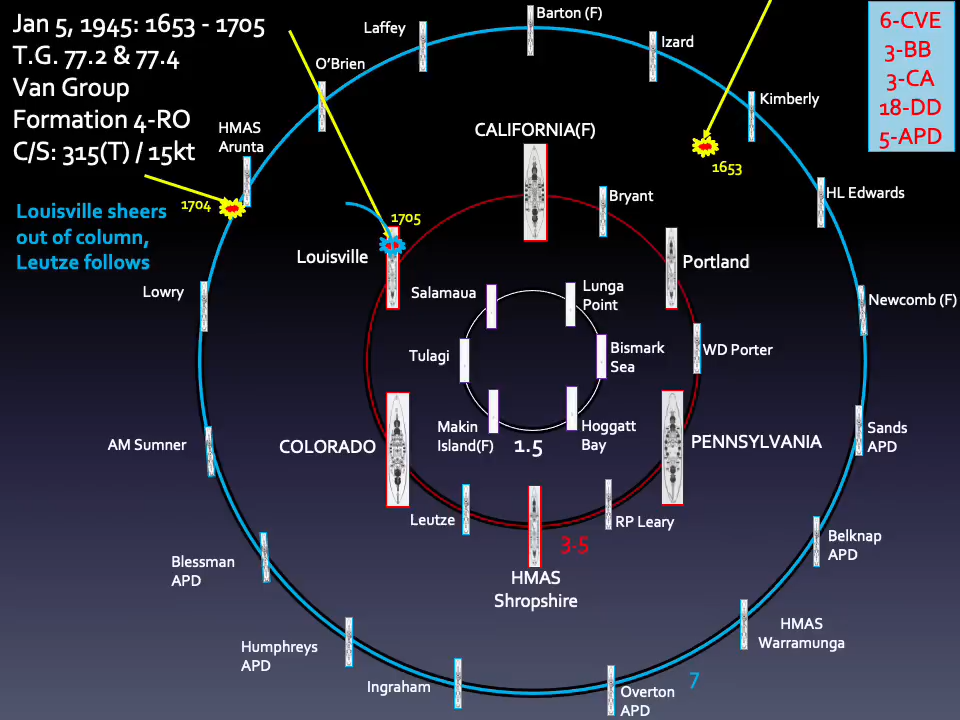 Jan 5, 1945: 1653 - 1705
T.G. 77.2 & 77.4
Van Group
Formation 4-RO
C/S: 315(T) / 15kt
Louisville sheers
out of column,
Leutze follows
6-CVE
3-BB
3-CA
18-DD
5-APD
Barton (F)
Laffey
Izard
O’Brien
Kimberly
HMAS
Arunta
CALIFORNIA(F)
1653
Bryant
HL Edwards
1704
1705
Louisville
Portland
Lowry
Salamaua
Lunga
Point
Newcomb (F)
Tulagi
Bismark
Sea
WD Porter
Makin
Island(F)
1.5
Hoggatt
Bay
AM Sumner
COLORADO
PENNSYLVANIA
Sands
APD
Leutze
RP Leary
3-5
Belknap
APD
Blessman
APD
HMAS
Shropshire
HMAS
Warramunga
Humphreys
APD
Ingraham
Overton
APD
7